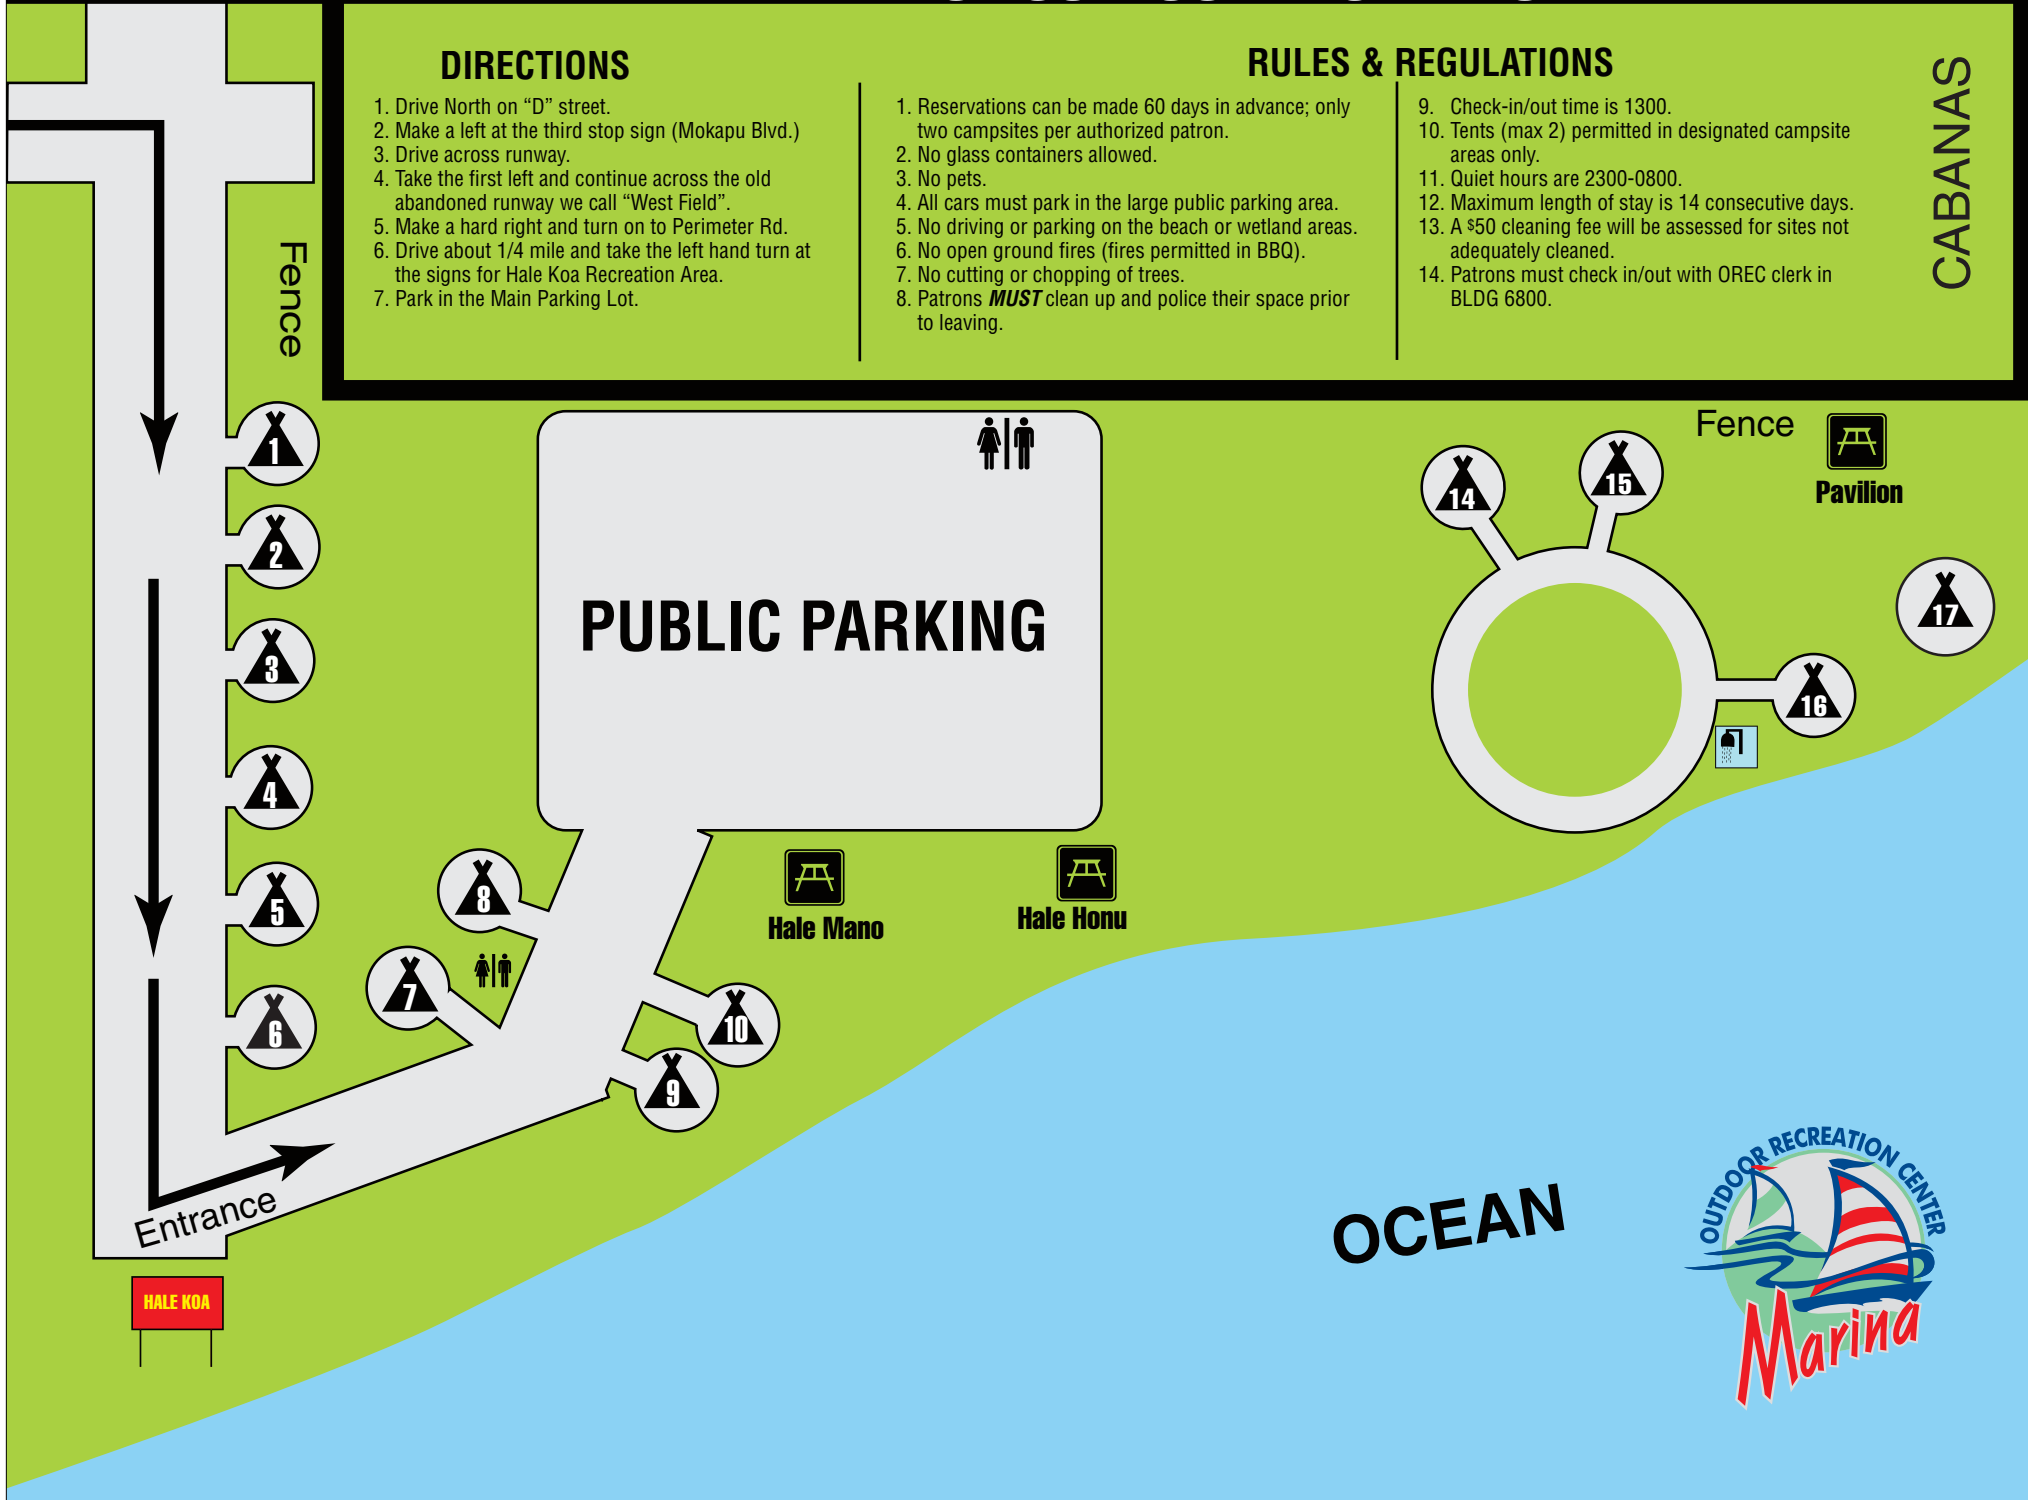 DIRECTIONS
1. Drive North on “D” street.
2. Make a left at the third stop sign (Mokapu Blvd.)
3. Drive across runway.
4. Take the first left and continue across the old
abandoned runway we call “West Field”.
5. Make a hard right and turn on to Perimeter Rd.
6. Drive about 1/4 mile and take the left hand turn at
the signs for Hale Koa Recreation Area.
7. Park in the Main Parking Lot.
RULES & REGULATIONS
1. Reservations can be made 60 days in advance; only
two campsites per authorized patron.
2. No glass containers allowed.
3. No pets.
4. All cars must park in the large public parking area.
5. No driving or parking on the beach or wetland areas.
6. No open ground fires (fires permitted in BBQ).
7. No cutting or chopping of trees.
8. Patrons MUST clean up and police their space prior
to leaving.
9. Check-in/out time is 1300.
10. Tents (max 2) permitted in designated campsite
areas only.
11. Quiet hours are 2300-0800.
12. Maximum length of stay is 14 consecutive days.
13. A $50 cleaning fee will be assessed for sites not
adequately cleaned.
14. Patrons must check in/out with OREC clerk in
BLDG 6800.
CABANAS
Fence
1
2
3
4
5
6
PUBLIC PARKING
Fence
Pavilion
14
15
17
16
8
7
10
9
Hale Mano
Hale Honu
Entrance
HALE KOA
OCEAN
OUTDOOR RECREATION CENTER
Marina